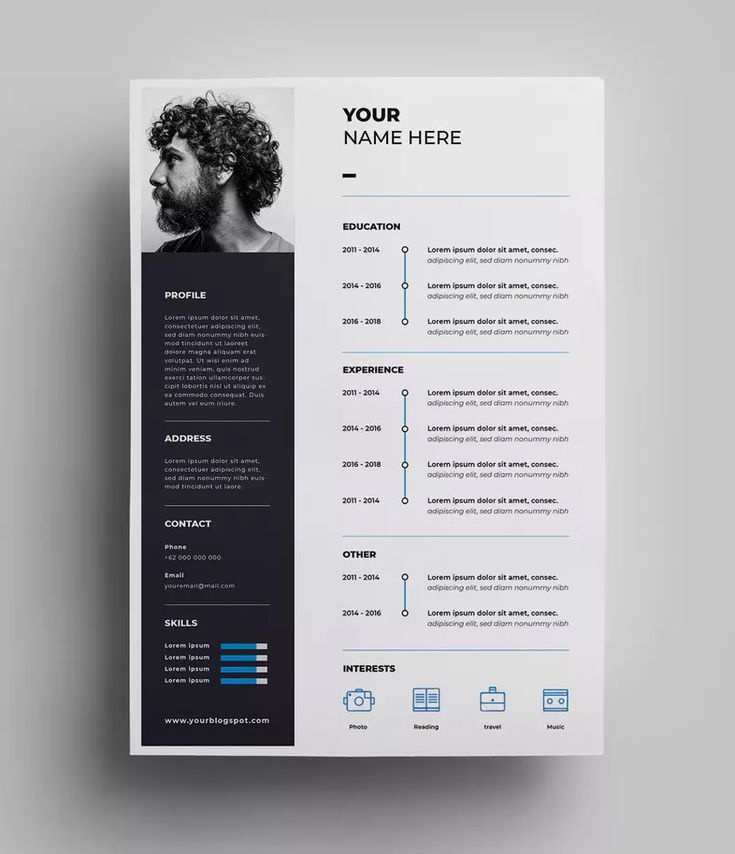 YOUR
NAME HERE
PROFILE
Lorem ipsum dolor sit amet,
consectetuer adipiscing elit,
sed diam nonummy nibh euis-
mod tincidunt ut laoreet
dolore magna aliquam erat
volutpat. Ut wisi enim ad
minim veniam, quis nostrud
exerci tation ullamcorper sus-
cipit lobortis nisl ut aliquip ex
ea commodo consequat. Duis
autem vel eum iriure.
ADDRESS
Lorem ipsum dolor sit amet,
consectetuer adipiscing elit,
sed diam nonummy nibh euis-
mod tincidunt ut laore.
CONTACT
Phone
+62 000 000 000
Email
youremail@mail.com
SKILLS
Lorem ipsum
Lorem ipsum
Lorem ipsum
Lorem ipsum
www.yourblogspot.com
EDUCATION
2011 - 2014 Lorem ipsum dolor sit amet, consec.
adipiscing elit, sed diam nonummy nibh
2014 - 2016 Lorem ipsum dolor sit amet, consec.
adipiscing elit, sed diam nonummy nibh
2016 - 2018 Lorem ipsum dolor sit amet, consec.
adipiscing elit, sed diam nonummy nibh
EXPERIENCE
2011 - 2014 Lorem ipsum dolor sit amet, consec.
adipiscing elit, sed diam nonummy nibh
2014 - 2016 Lorem ipsum dolor sit amet, consec.
adipiscing elit, sed diam nonummy nibh
2016 - 2018 Lorem ipsum dolor sit amet, consec.
adipiscing elit, sed diam nonummy nibh
2011 - 2014 Lorem ipsum dolor sit amet, consec.
adipiscing elit, sed diam nonummy nibh
OTHER
2011 - 2014 Lorem ipsum dolor sit amet, consec.
adipiscing elit, sed diam nonummy nibh
2014 - 2016 Lorem ipsum dolor sit amet, consec.
adipiscing elit, sed diam nonummy nibh
INTERESTS
Photo Reading travel Music